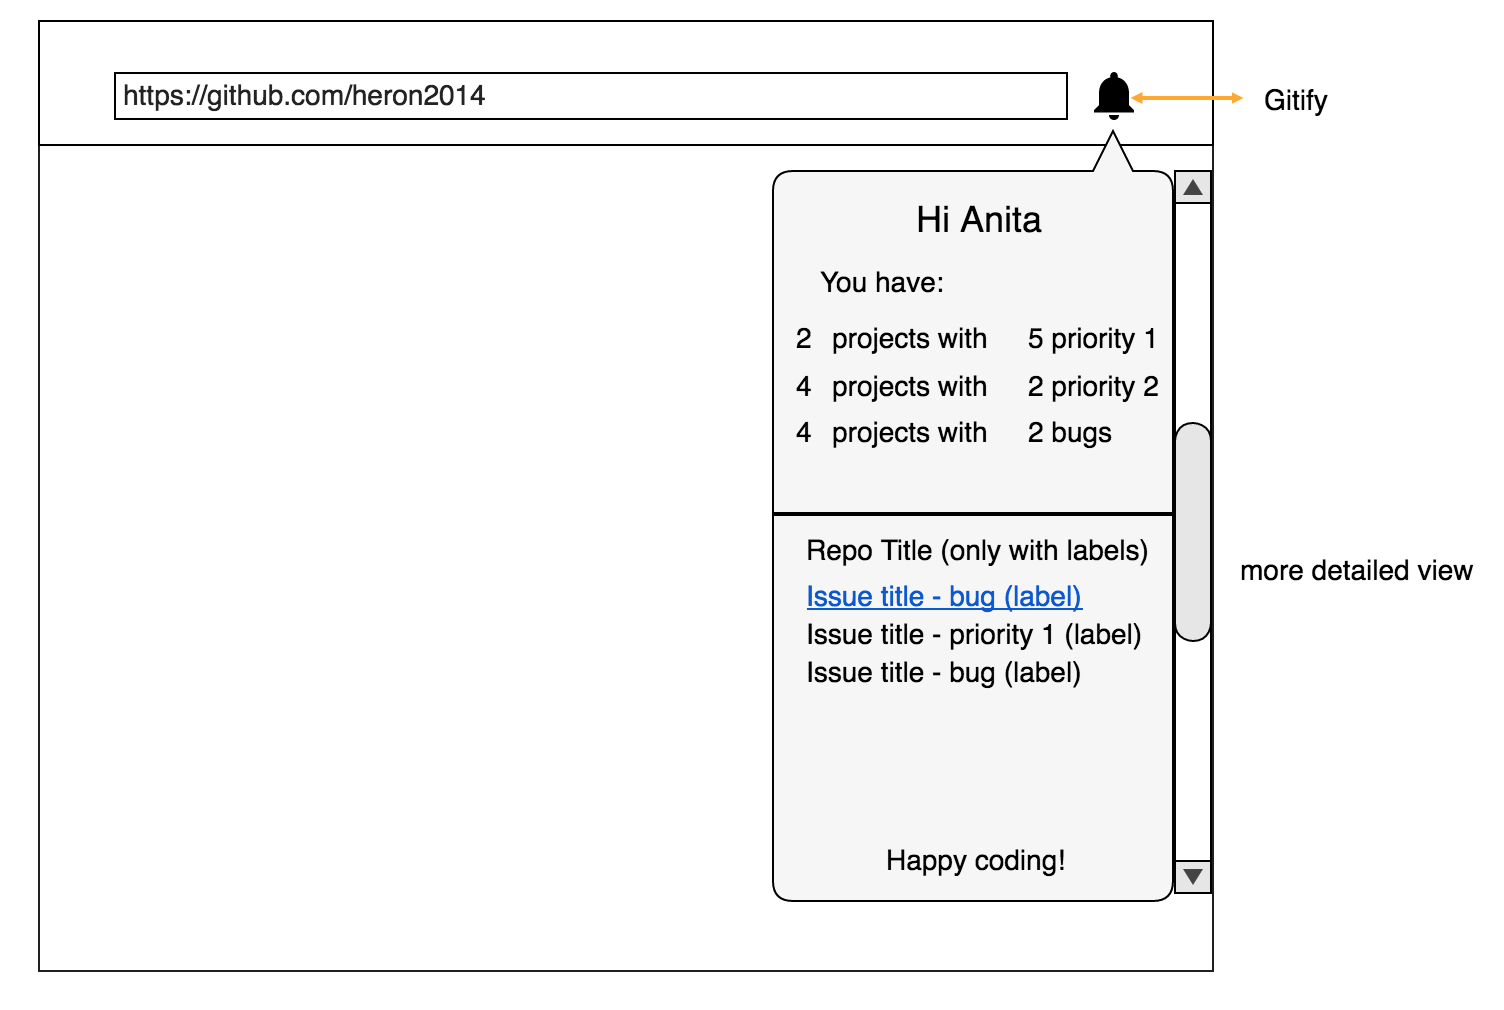 https://github.com/heron2014
Gitify
Hi Anita
You have:
2 projects with 5 priority 1
4 projects with 2 priority 2
4 projects with 2 bugs
Repo Title (only with labels)
more detailed view
Issue title - bug (label)
Issue title - priority 1 (label)
Issue title - bug (label)
Happy coding!